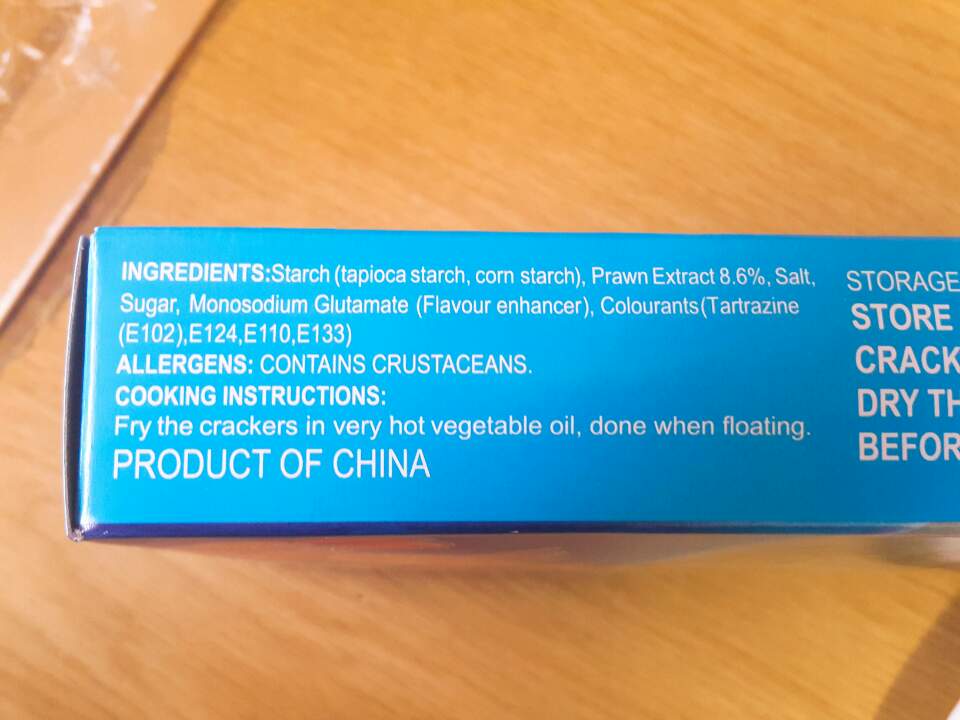 INGREDIENTS:Starch (tapioca starch, corn starch), Prawn Extract 8.6%, Salt,
Sugar, Monosodium Glutamate (Flavour enhancer), Colourants(Tartrazine
(E102),E124,E110,E133)
ALLERGENS: CONTAINS CRUSTACEANS.
COOKING INSTRUCTIONS:
Fry the crackers in very hot vegetable oil, done when floating.
PRODUCT OF CHINA
STORAGE
STORE
CRACK
DRY TH
BEFOR